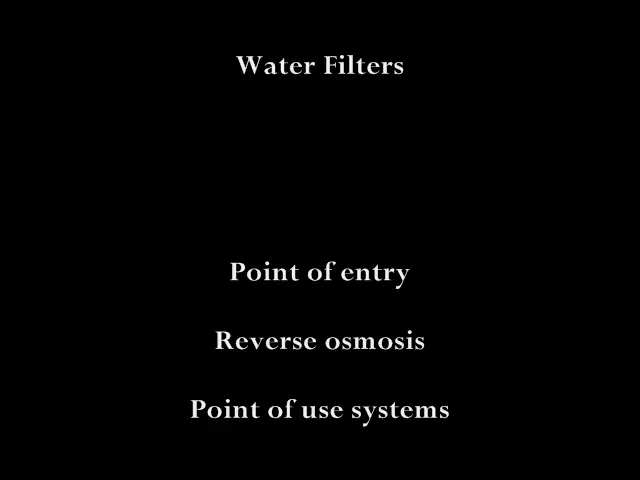 Water Filters
Point of entry
Reverse osmosis
Point of use systems